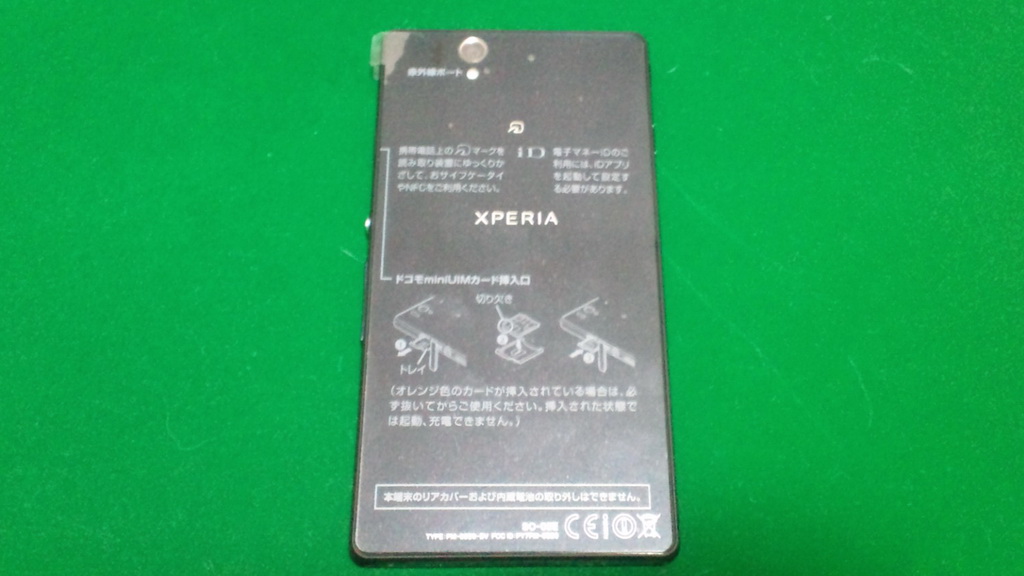 赤外線ポート
携帯電話上のマークを
読み取り装置にゆっくりか
ざして、おサイフケータイ
やNFCをご利用ください。
iD
電子マネーiDのご
利用には、iDアプリ
を起動して設定す
る必要があります。
XPERIA
ドコモminiUIMカード挿入口
切り欠き
トレイ
(オレンジ色のカードが挿入されている場合は、必
ず抜いてからご使用ください。挿入された状態で
は起動、充電できません。)
本端末のリアカバーおよび内蔵電池の取り外しはできません。
CE